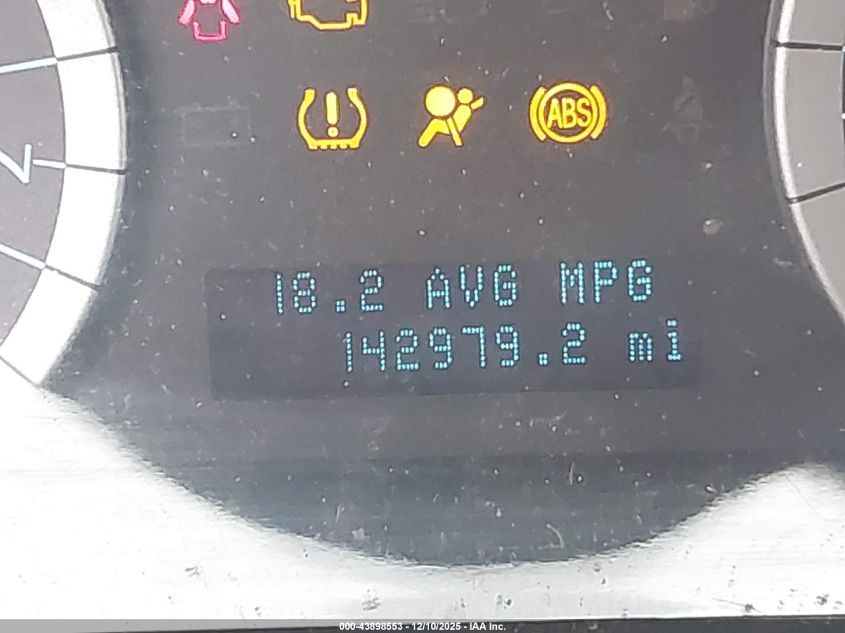 ABS
18.2 AVG MPG
142979.2 mi
000-43898553 - 12/10/2025 - IAA Inc.